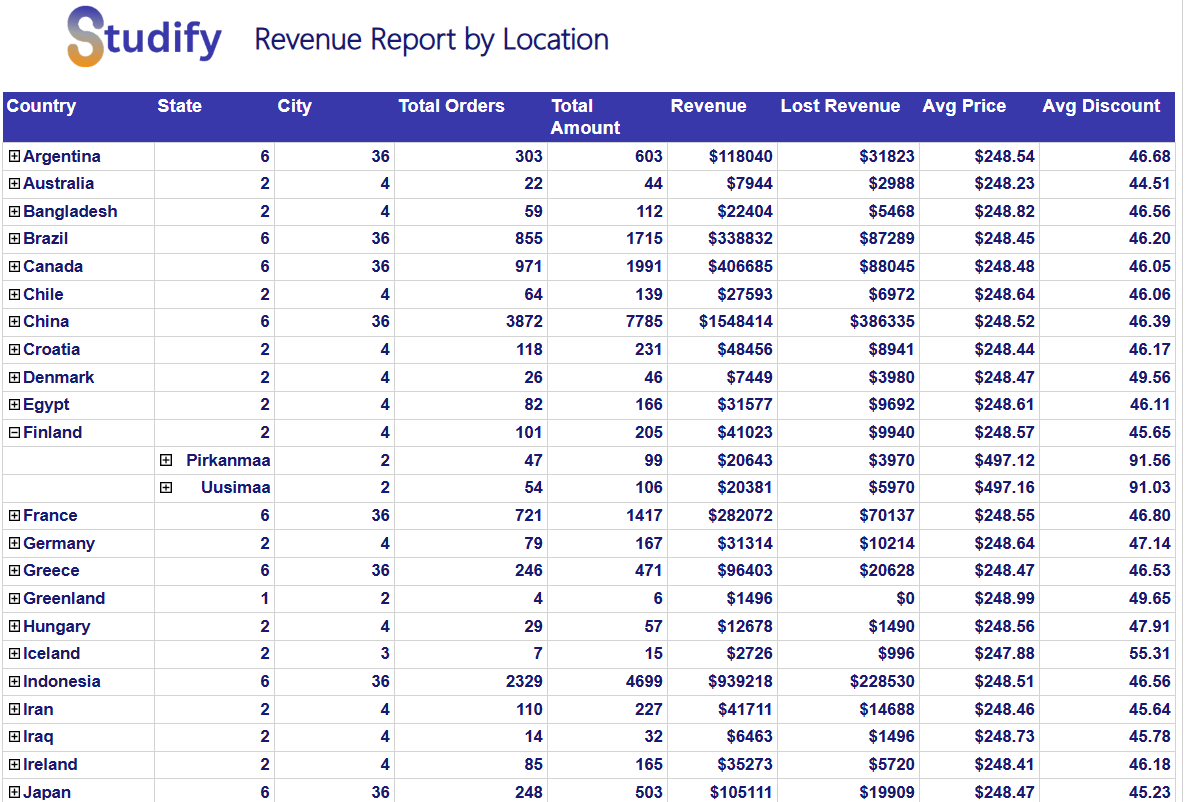 Studify Revenue Report by Location
Country State City Total Orders Total Amount Revenue Lost Revenue Avg Price Avg Discount
Argentina 6 36 303 603 $118040 $31823 $248.54 46.68
Australia 2 4 22 44 $7944 $2988 $248.23 44.51
Bangladesh 2 4 59 112 $22404 $5468 $248.82 46.56
Brazil 6 36 855 1715 $338832 $87289 $248.45 46.20
Canada 6 36 971 1991 $406685 $88045 $248.48 46.05
Chile 2 4 64 139 $27593 $6972 $248.64 46.06
China 6 36 3872 7785 $1548414 $386335 $248.52 46.39
Croatia 2 4 118 231 $48456 $8941 $248.44 46.17
Denmark 2 4 26 46 $7449 $3980 $248.47 49.56
Egypt 2 4 82 166 $31577 $9692 $248.61 46.11
Finland 2 4 101 205 $41023 $9940 $248.57 45.65
Pirkanmaa 2 47 99 $20643 $3970 $497.12 91.56
Uusimaa 2 54 106 $20381 $5970 $497.16 91.03
France 6 36 721 1417 $282072 $70137 $248.55 46.80
Germany 2 4 79 167 $31314 $10214 $248.64 47.14
Greece 6 36 246 471 $96403 $20628 $248.47 46.53
Greenland 1 2 4 6 $1496 $0 $248.99 49.65
Hungary 2 4 29 57 $12678 $1490 $248.56 47.91
Iceland 2 3 7 15 $2726 $996 $247.88 55.31
Indonesia 6 36 2329 4699 $939218 $228530 $248.51 46.56
Iran 2 4 110 227 $41711 $14688 $248.46 45.64
Iraq 2 4 14 32 $6463 $1496 $248.73 45.78
Ireland 2 4 85 165 $35273 $5720 $248.41 46.18
Japan 6 36 248 503 $105111 $19909 $248.47 45.23